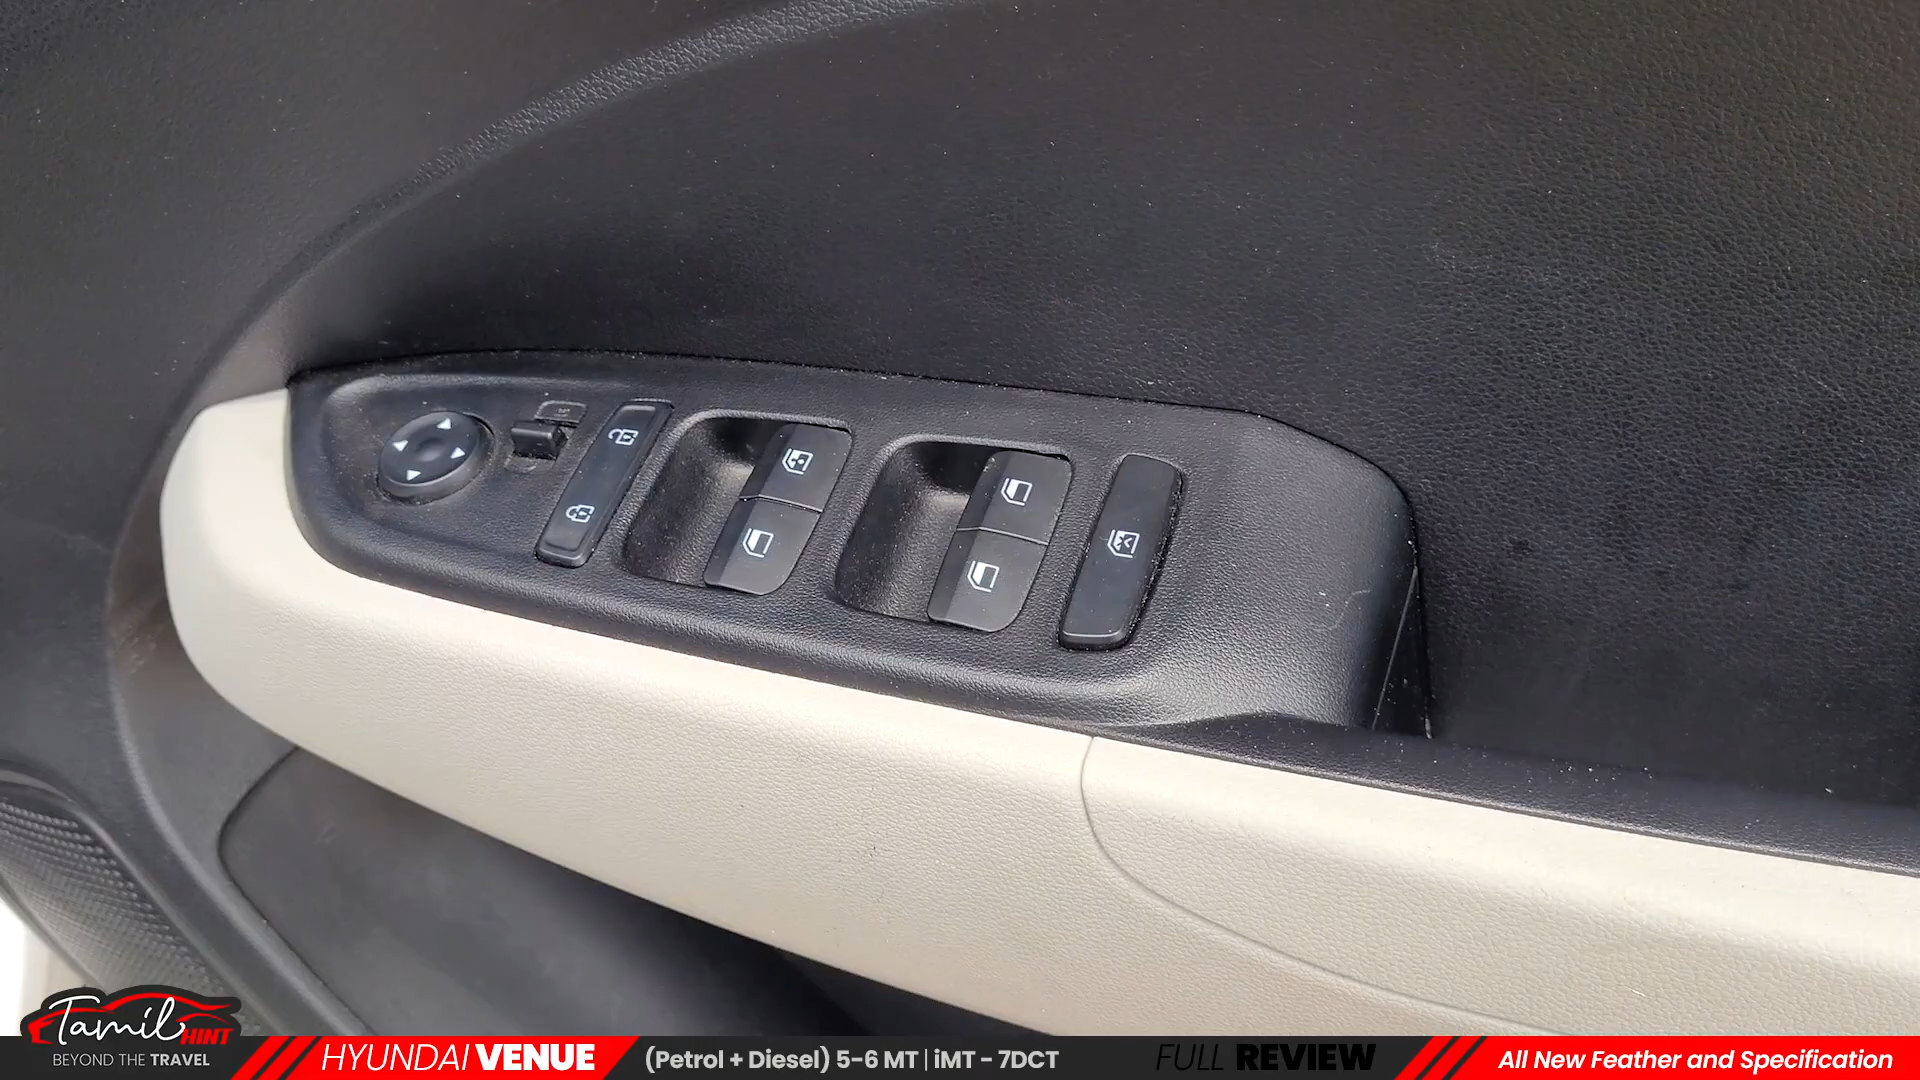 Tamil
HINT
BEYOND THE TRAVEL
HYUNDAI VENUE
(Petrol + Diesel) 5-6 MT | iMT - 7DCT
FULL REVIEW
All New Feather and Specification